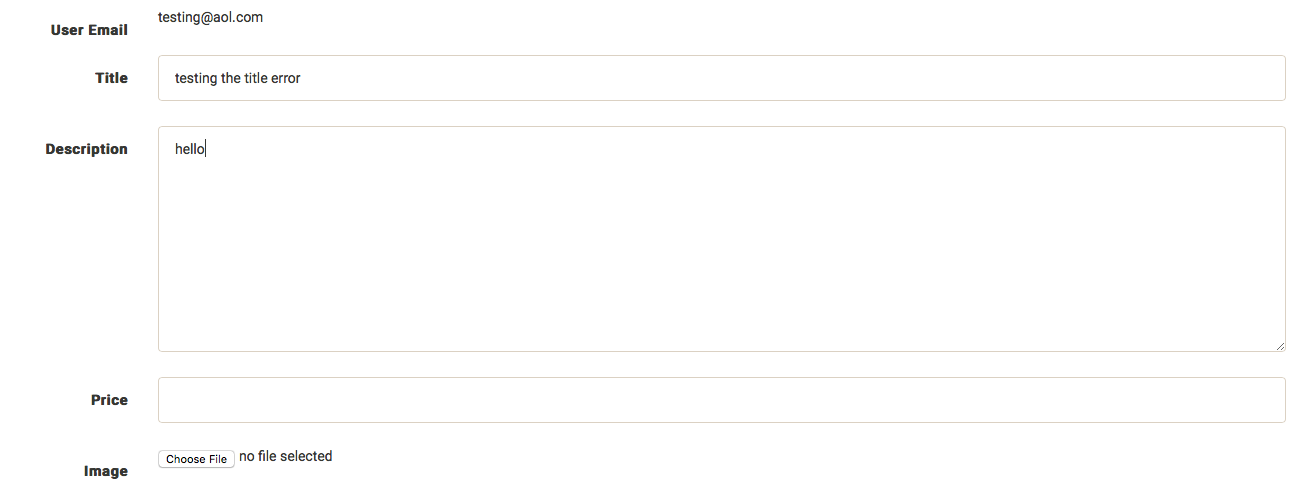 User Email testing@aol.com
Title testing the title error
Description hello
Price
Image Choose File no file selected